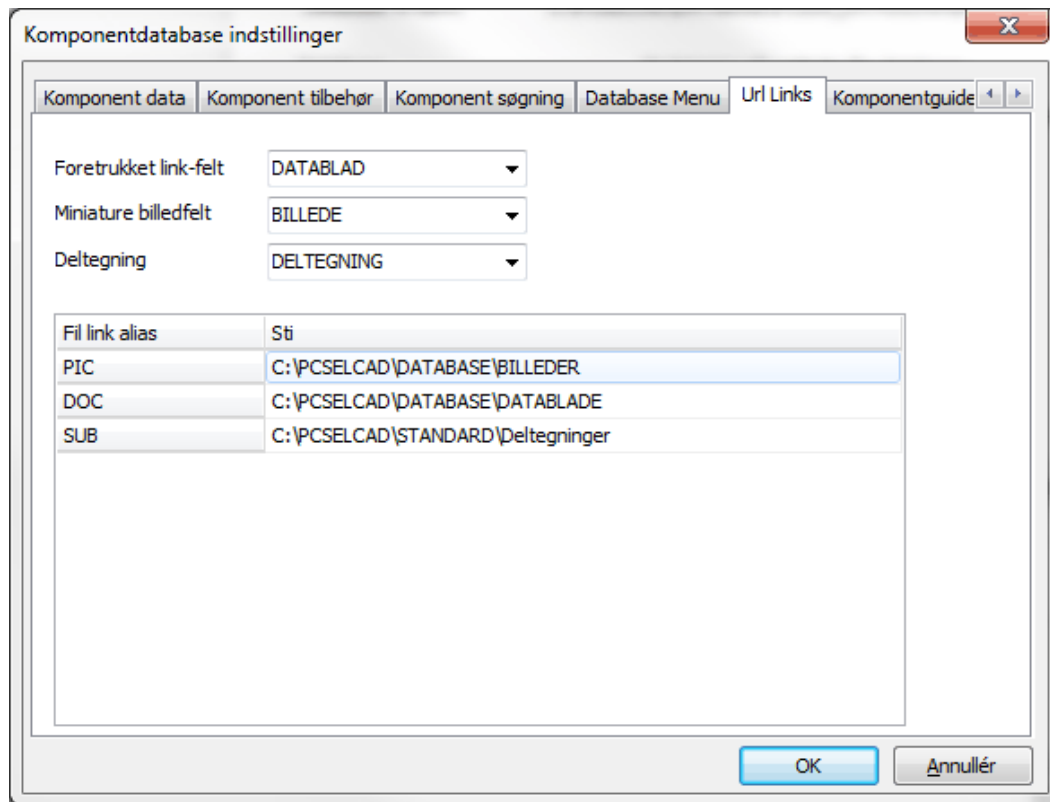 Komponentdatabase indstillinger
Komponent data Komponent tilbehør Komponent søgning Database Menu Url Links Komponentguide
Foretrukket link-felt DATABLAD
Miniature billedfelt BILLEDE
Deltegning DELTEGNING
Fil link alias Sti
PIC C:\PCSELCAD\DATABASE\BILLEDER
DOC C:\PCSELCAD\DATABASE\DATABLADE
SUB C:\PCSELCAD\STANDARD\Deltegninger
OK Annullér